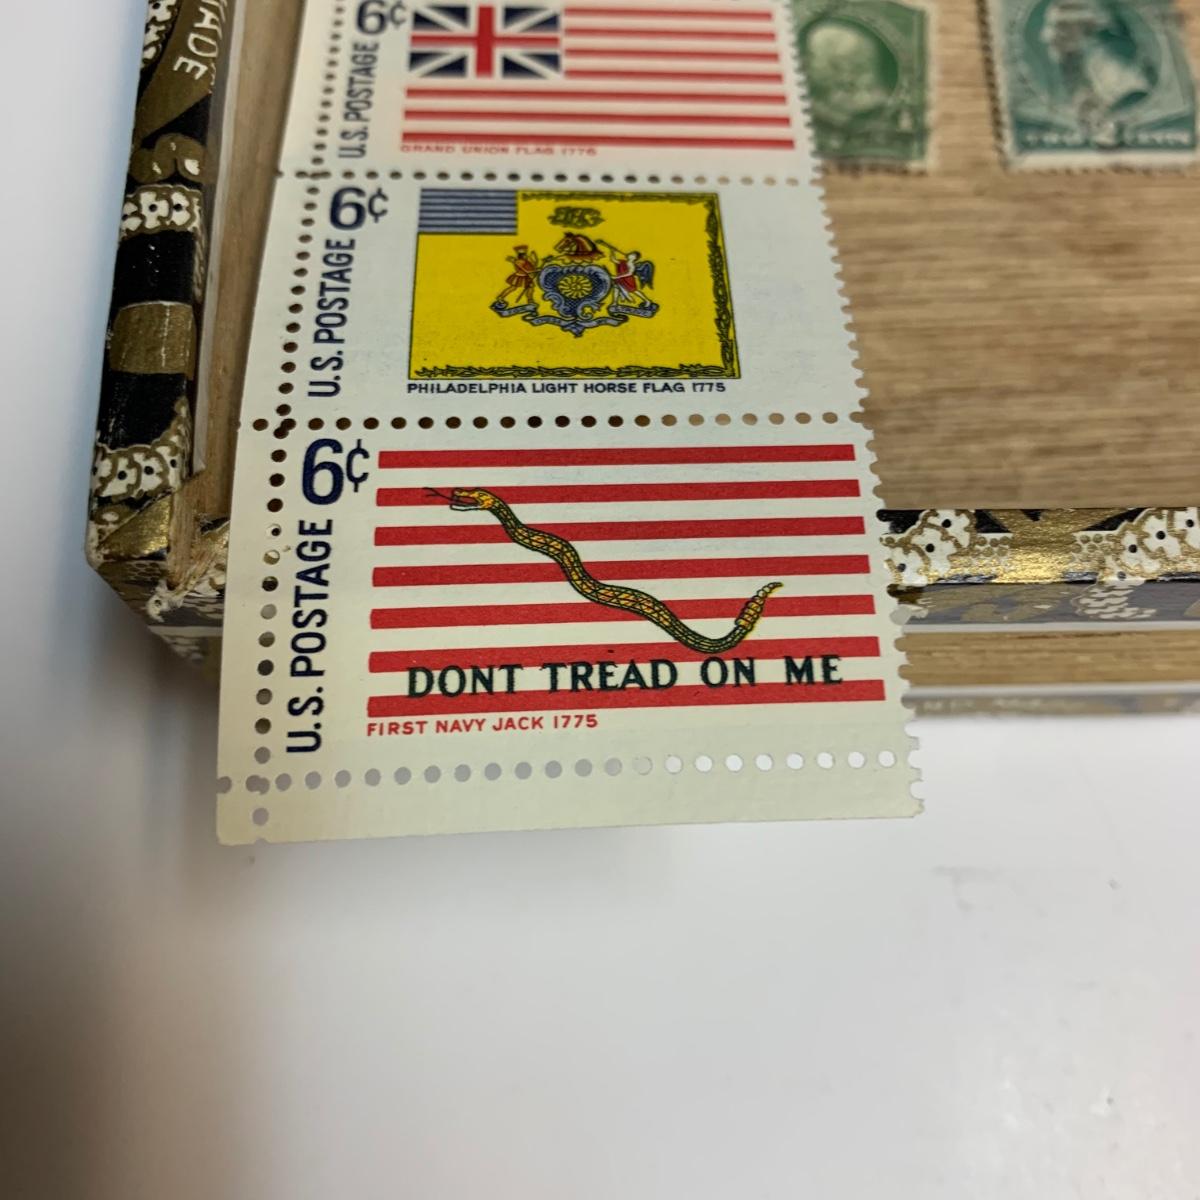 6¢
U.S. POSTAGE
GRAND UNION FLAG 1776
6¢
U.S. POSTAGE
PHILADELPHIA LIGHT HORSE FLAG 1775
6¢
U.S. POSTAGE
DONT TREAD ON ME
FIRST NAVY JACK 1775